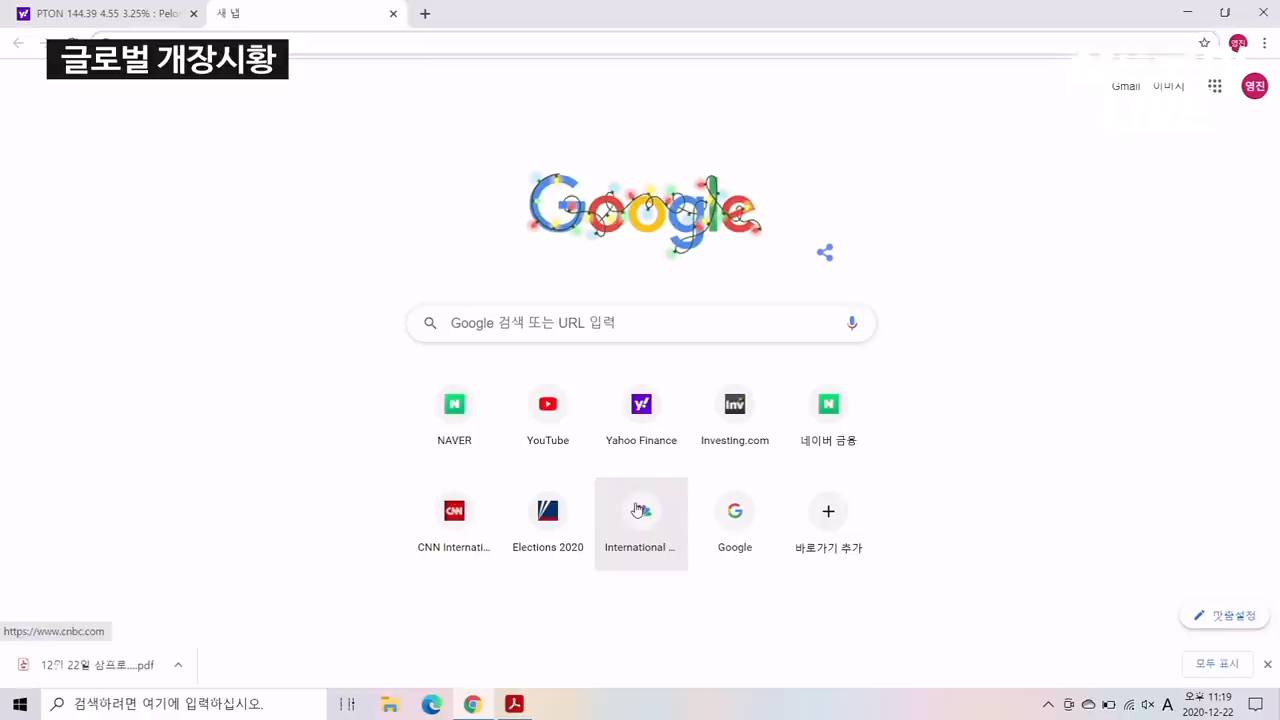 PTON 144.39 4.55 3.25% : Pelo
새 탭
글로벌 개장시황
영진
Gmail 이미지
영진
Google
Google 검색 또는 URL 입력
NAVER
YouTube
Yahoo Finance
Investing.com
네이버 금융
CNN Internati...
Elections 2020
International ...
Google
바로가기 추가
맞춤설정
https://www.cnbc.com
12월 22일 삼프로....pdf
모두 표시
검색하려면 여기에 입력하십시오.
A
오후 11:19
2020-12-22